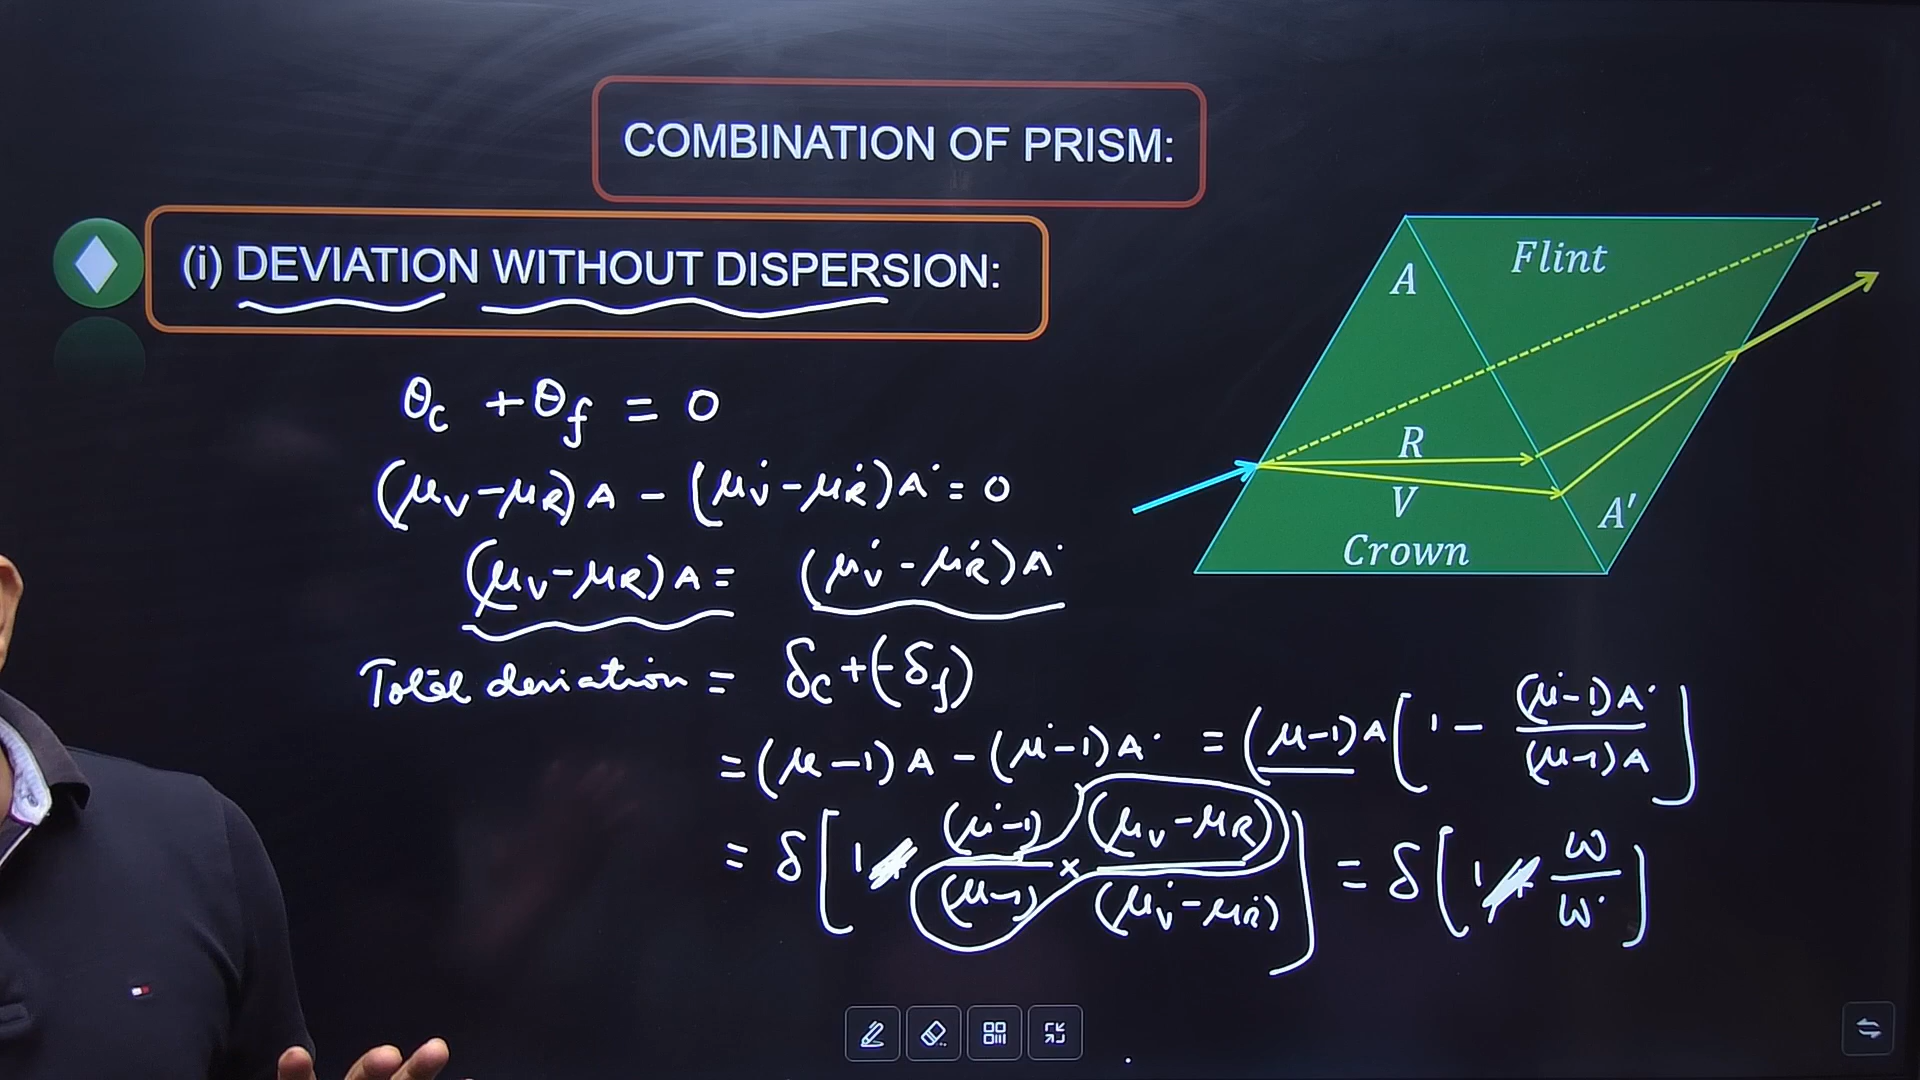 COMBINATION OF PRISM:
(i) DEVIATION WITHOUT DISPERSION:
A
Flint
R
V
A'
Crown
θc + θf = 0
(μV − μR)A − (μ'V − μ'R)A' = 0
(μV − μR)A = (μ'V − μ'R)A'
Total deviation = δc + (−δf)
= (μ − 1)A − (μ' − 1)A' = (μ − 1)A [1 − (μ' − 1)A' / (μ − 1)A]
= δ [1 − (μ' − 1) / (μ − 1) × (μV − μR) / (μ'V − μ'R)] = δ [1 − ω / ω']